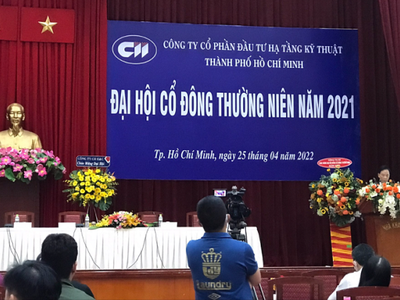 CII
CÔNG TY CỔ PHẦN ĐẦU TƯ HẠ TẦNG KỸ THUẬT
THÀNH PHỐ HỒ CHÍ MINH
ĐẠI HỘI CỔ ĐÔNG THƯỜNG NIÊN NĂM 2021
Tp. Hồ Chí Minh, ngày 25 tháng 04 năm 2022